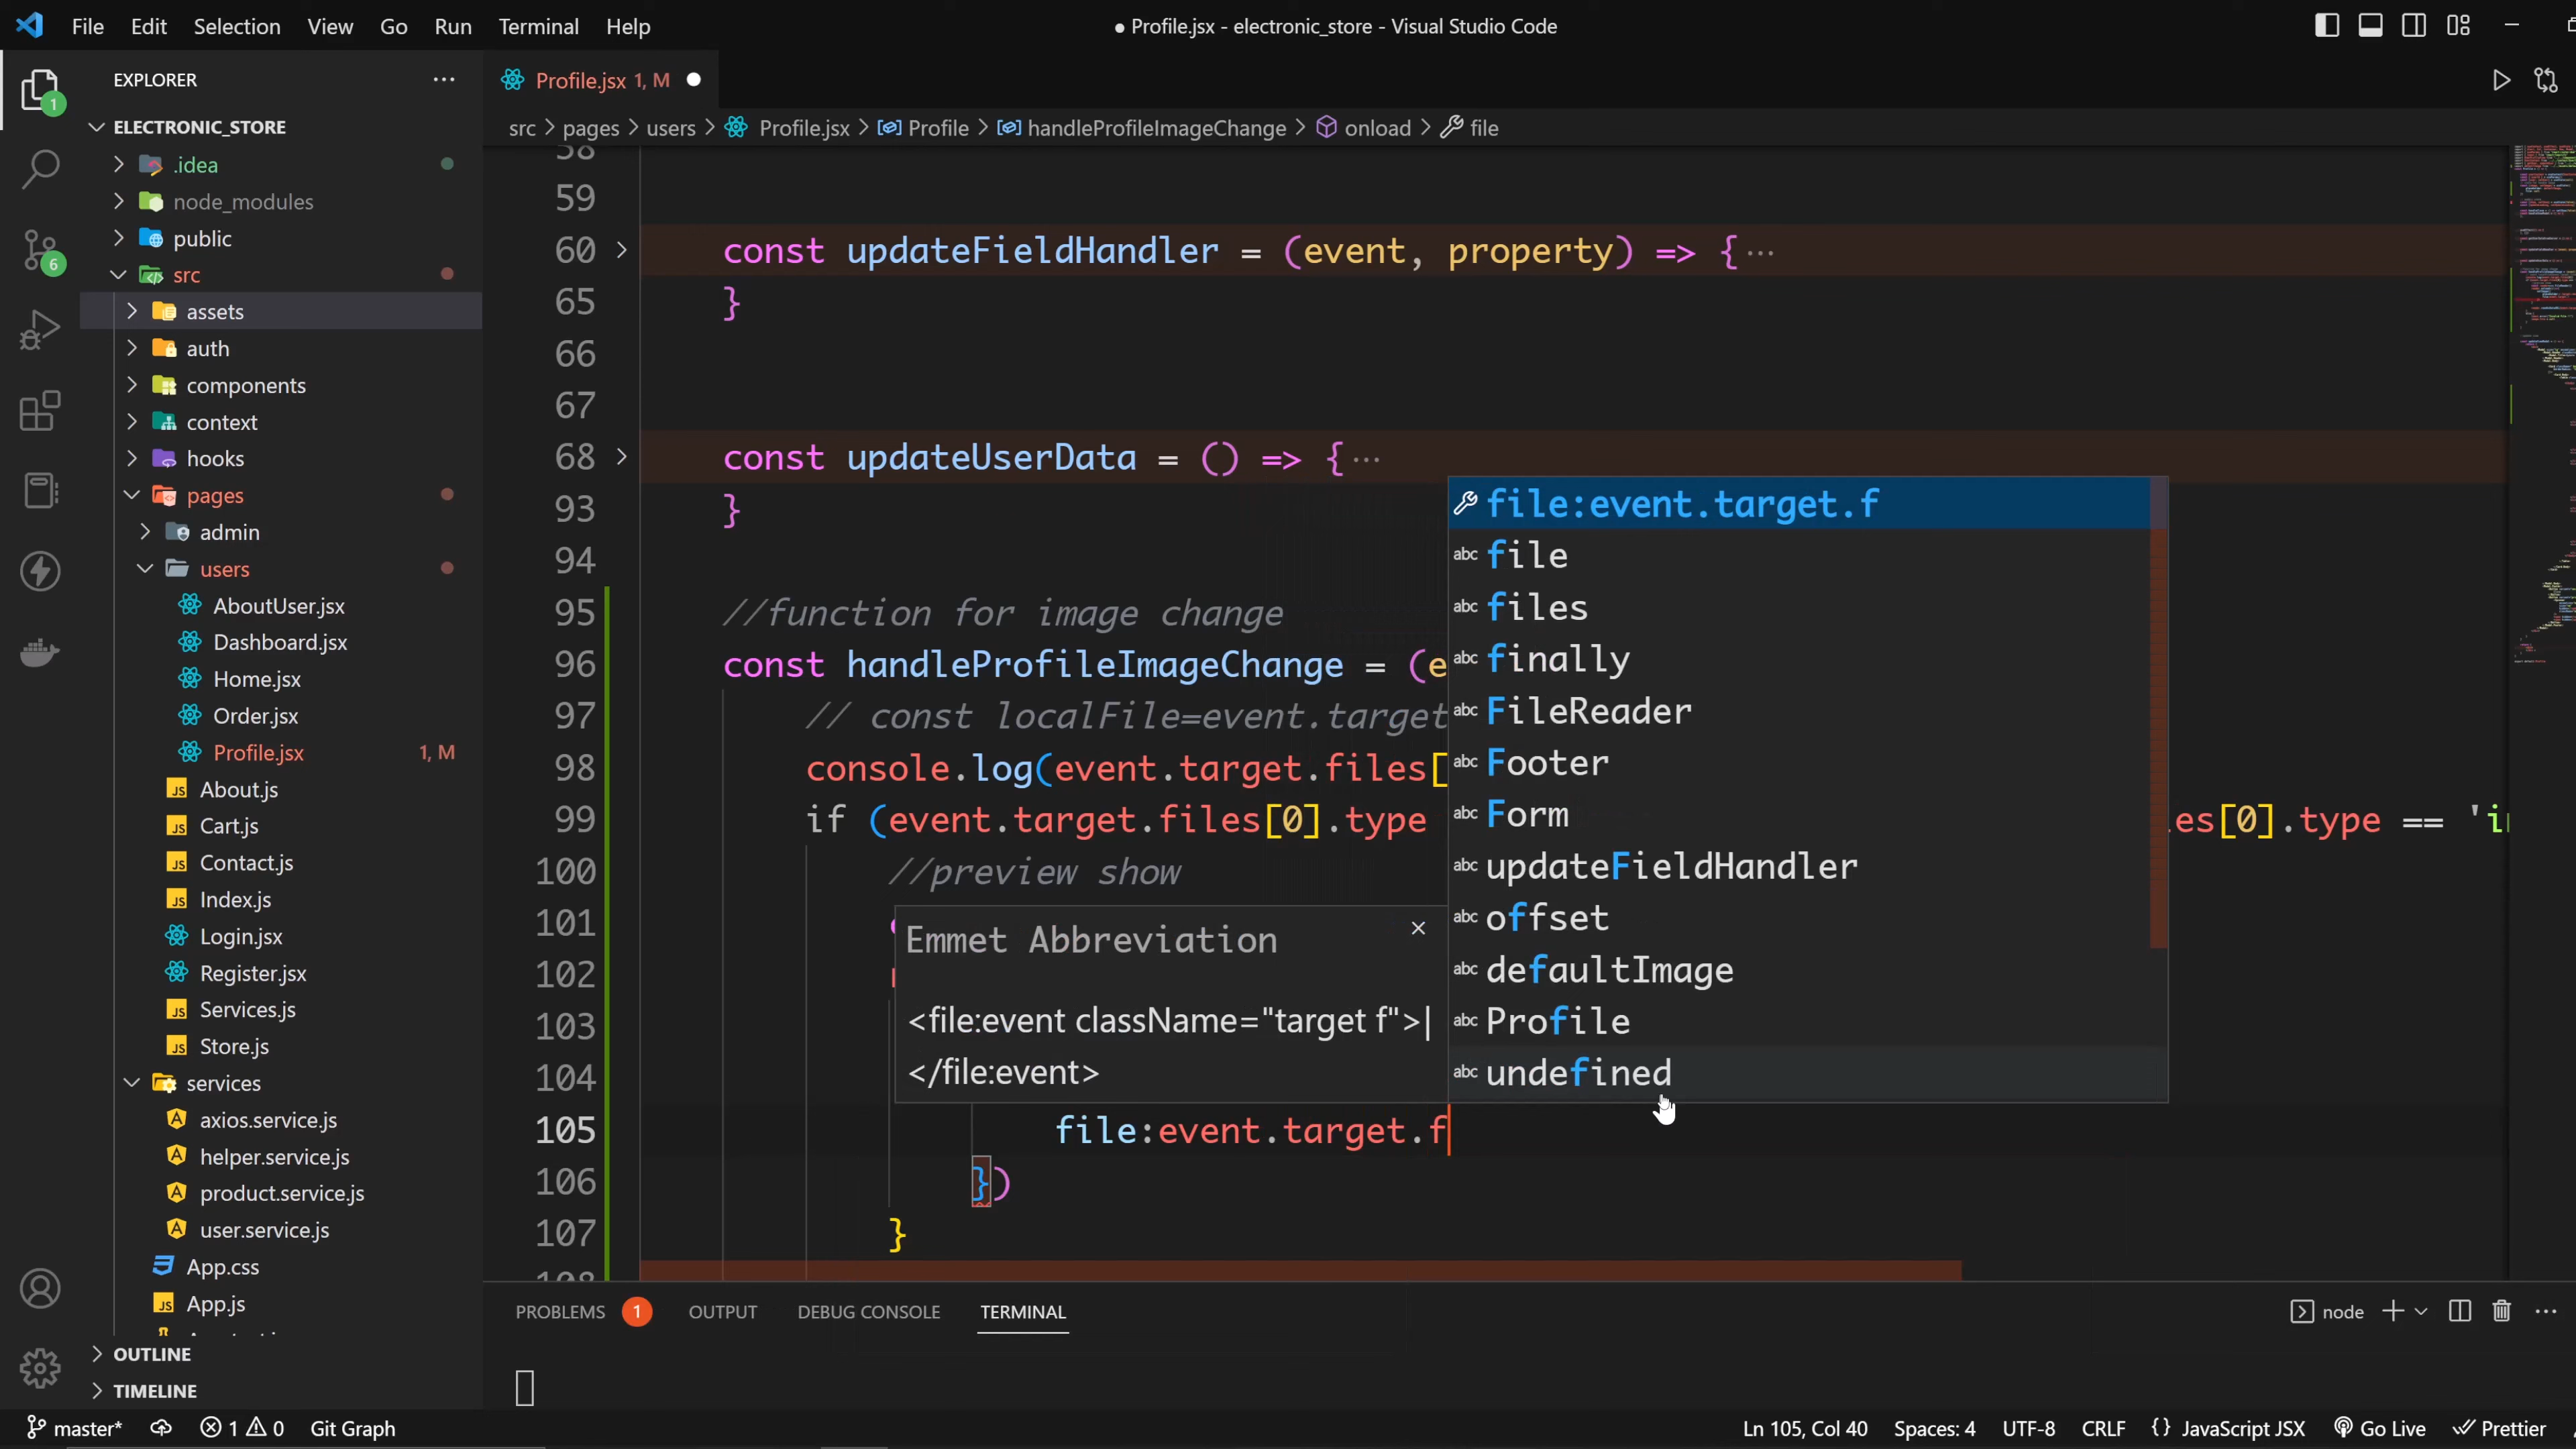 File Edit Selection View Go Run Terminal Help
● Profile.jsx - electronic_store - Visual Studio Code
EXPLORER
ELECTRONIC_STORE
.idea
node_modules
public
src
assets
auth
components
context
hooks
pages
admin
users
AboutUser.jsx
Dashboard.jsx
Home.jsx
Order.jsx
Profile.jsx 1, M
About.js
Cart.js
Contact.js
Index.js
Login.jsx
Register.jsx
Services.js
Store.js
services
axios.service.js
helper.service.js
product.service.js
user.service.js
App.css
App.js
OUTLINE
TIMELINE
1
6
Profile.jsx 1, M
src > pages > users > Profile.jsx > Profile > handleProfileImageChange > onload > file
58
59
60 const updateFieldHandler = (event, property) => {⋯
65 }
66
67
68 const updateUserData = () => {⋯
93 }
94
95 //function for image change
96 const handleProfileImageChange = (e
97 // const localFile=event.target
98 console.log(event.target.files[
99 if (event.target.files[0].type es[0].type ==
100 //preview show
101
102
103
104
105 file:event.target.f
106 })
107 }
108
file:event.target.f
file
files
finally
FileReader
Footer
Form
updateFieldHandler
offset
defaultImage
Profile
undefined
Emmet Abbreviation
<file:event className="target f">|
</file:event>
PROBLEMS 1 OUTPUT DEBUG CONSOLE TERMINAL
node
master* 1 0 Git Graph
Ln 105, Col 40 Spaces: 4 UTF-8 CRLF {} JavaScript JSX Go Live Prettier